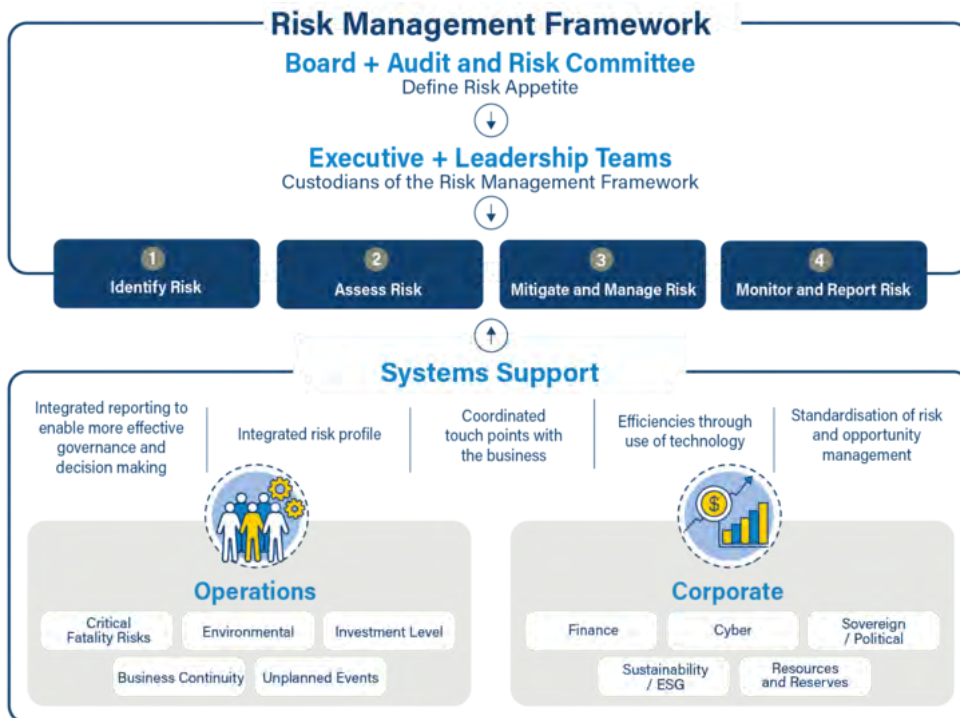 Risk Management Framework
Board + Audit and Risk Committee
Define Risk Appetite
Executive + Leadership Teams
Custodians of the Risk Management Framework
1
Identify Risk
2
Assess Risk
3
Mitigate and Manage Risk
4
Monitor and Report Risk
Systems Support
Integrated reporting to
enable more effective
governance and
decision making
Integrated risk profile
Coordinated
touch points with
the business
Efficiencies through
use of technology
Standardisation of risk
and opportunity
management
Operations
Critical
Fatality Risks
Environmental
Investment Level
Business Continuity
Unplanned Events
$
Corporate
Finance
Cyber
Sovereign
/ Political
Sustainability
/ ESG
Resources
and Reserves